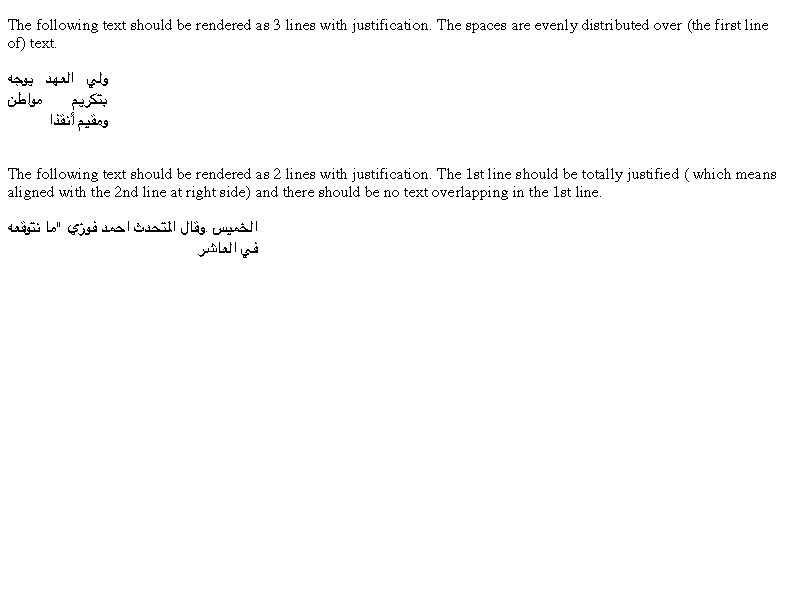 The following text should be rendered as 3 lines with justification. The spaces are evenly distributed over (the first line
of) text.
ولي العهد يوجه
بتكريم مواطن
ومقيم أنقذا
The following text should be rendered as 2 lines with justification. The 1st line should be totally justified ( which means
aligned with the 2nd line at right side) and there should be no text overlapping in the 1st line.
الخميس .وقال المتحدث احمد فوزي "ما نتوقعه
في العاشر